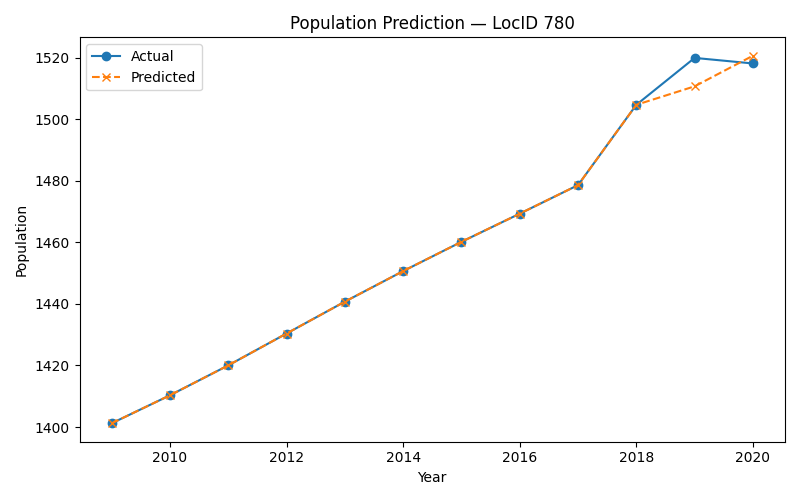 Population Prediction — LocID 780
Actual
Predicted
1520
1500
1480
1460
1440
1420
1400
Population
2010 2012 2014 2016 2018 2020
Year